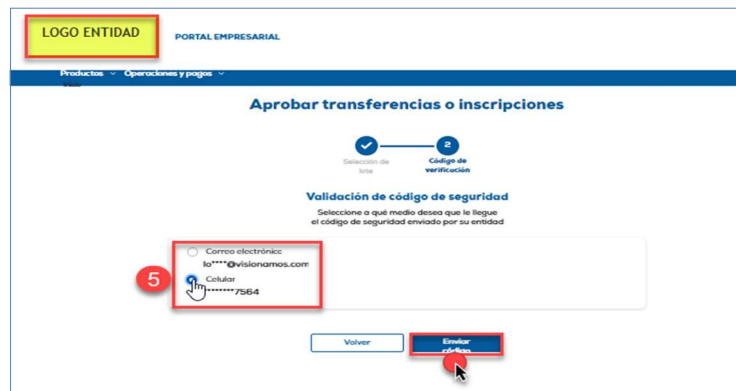 LOGO ENTIDAD
PORTAL EMPRESARIAL
Productos Operaciones y pagos
Aprobar transferencias o inscripciones
2
Selección de
lote
Código de
verificación
Validación de código de seguridad
Seleccione a qué medio desea que le llegue
el código de seguridad enviado por su entidad
Correo electrónico
lo****@visionamos.com
5
Celular
*******7564
Volver
Enviar
código